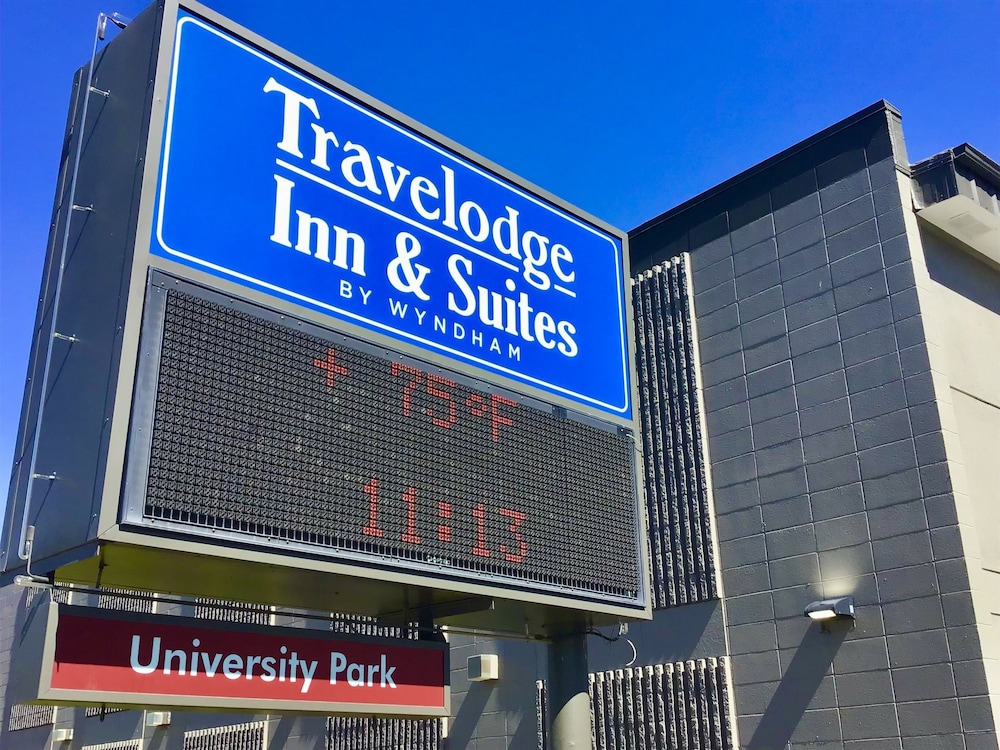 Travelodge
Inn & Suites
BY WYNDHAM
+ 75°F
11:13
University Park